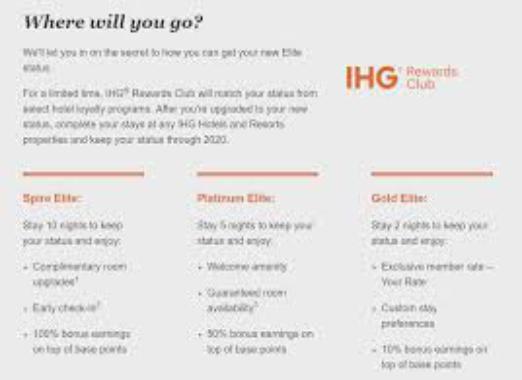 Where will you go?
We'll let you in on the secret to how you can get your new Elite
status.
For a limited time, IHG® Rewards Club will match your status from
select hotel loyalty programs. After you're upgraded to your new
status, complete your stays at any IHG Hotels and Resorts
properties and keep your status through 2020.
IHG® Rewards
Club
Spire Elite:
Stay 10 nights to keep
your status and enjoy:
• Complimentary room
upgrades¹
• Early check-in²
• 100% bonus earnings
on top of base points
Platinum Elite:
Stay 5 nights to keep your
status and enjoy:
• Welcome amenity
• Guaranteed room
availability³
• 50% bonus earnings on
top of base points
Gold Elite:
Stay 2 nights to keep your
status and enjoy:
• Exclusive member rate –
Your Rate
• Custom stay
preferences
• 10% bonus earnings on
top of base points